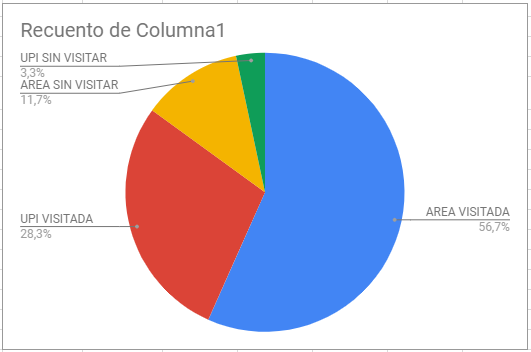 Recuento de Columna1
UPI SIN VISITAR
3,3%
AREA SIN VISITAR
11,7%
UPI VISITADA
28,3%
AREA VISITADA
56,7%